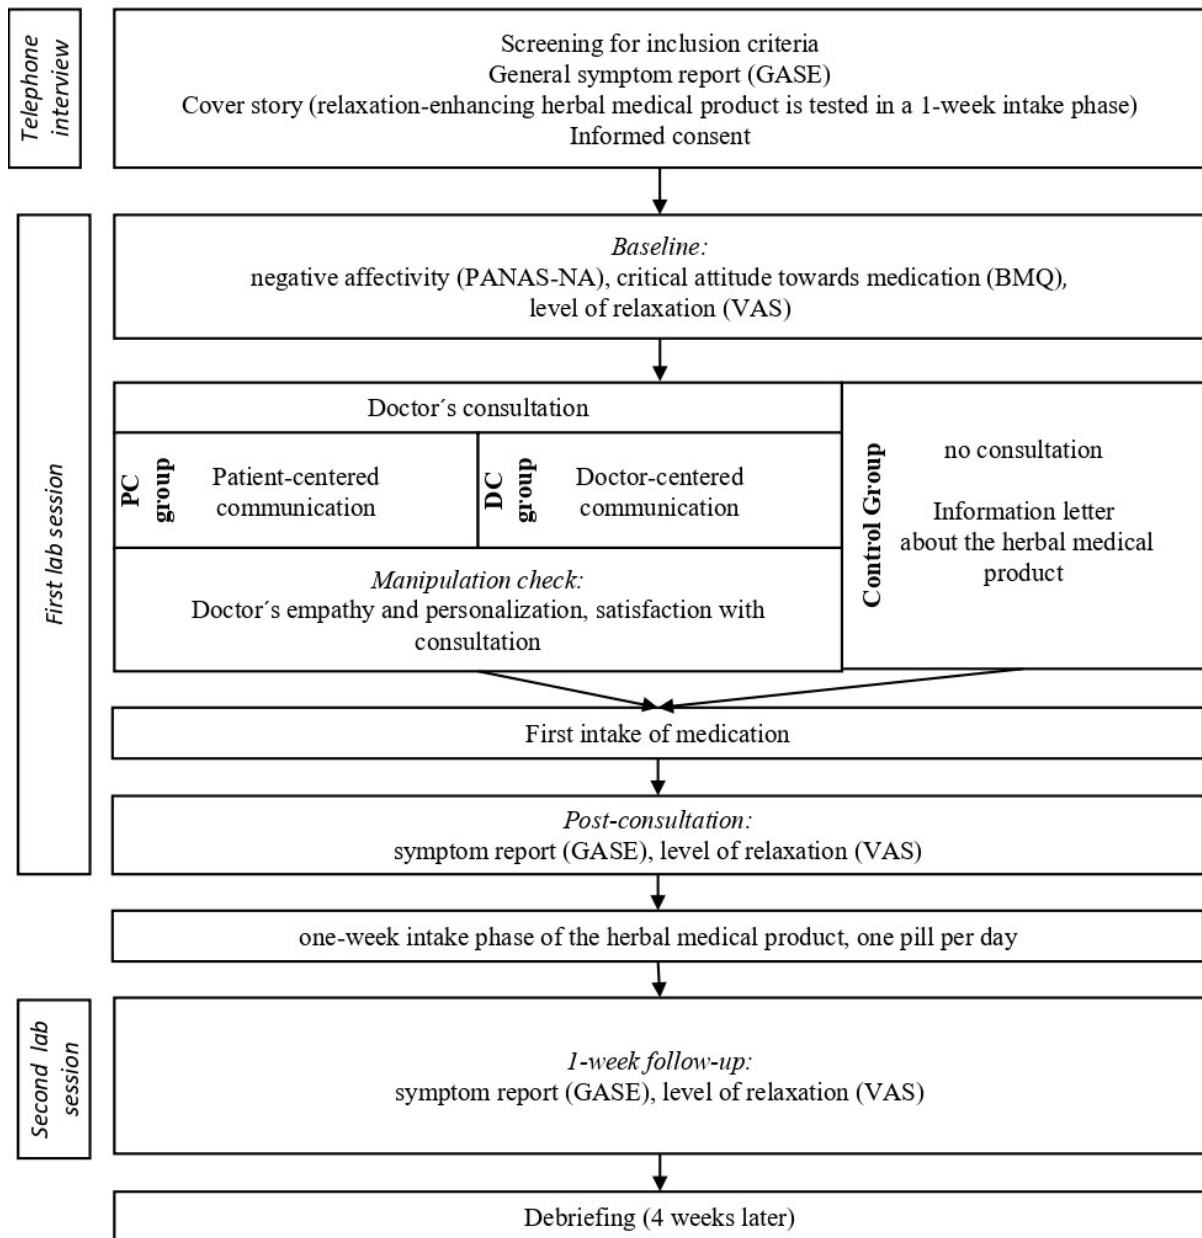 Telephone
interview
Screening for inclusion criteria
General symptom report (GASE)
Cover story (relaxation-enhancing herbal medical product is tested in a 1-week intake phase)
Informed consent
First lab session
Baseline:
negative affectivity (PANAS-NA), critical attitude towards medication (BMQ),
level of relaxation (VAS)
Doctor´s consultation
PC
group
Patient-centered
communication
DC
group
Doctor-centered
communication
Manipulation check:
Doctor´s empathy and personalization, satisfaction with
consultation
Control Group
no consultation
Information letter
about the herbal medical
product
First intake of medication
Post-consultation:
symptom report (GASE), level of relaxation (VAS)
one-week intake phase of the herbal medical product, one pill per day
Second lab
session
1-week follow-up:
symptom report (GASE), level of relaxation (VAS)
Debriefing (4 weeks later)